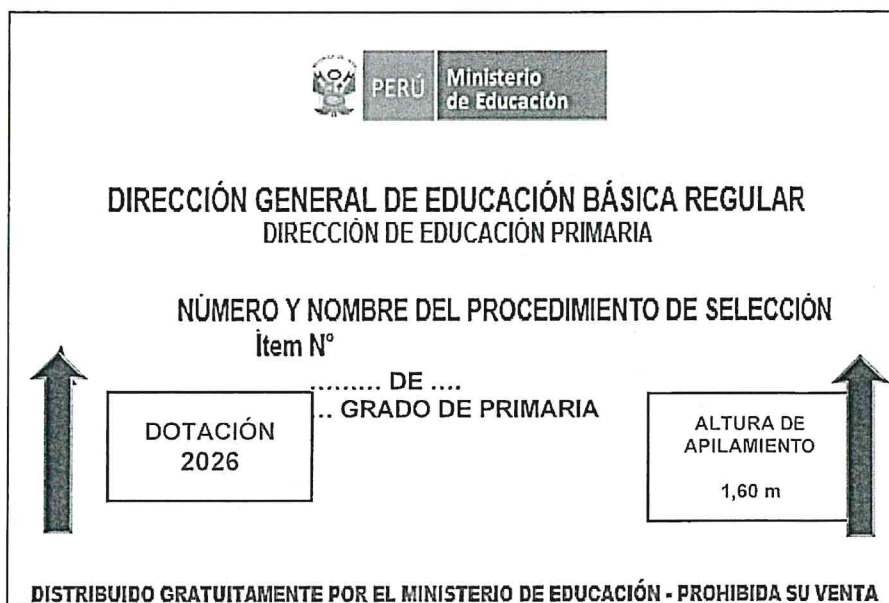 PERÚ
Ministerio
de Educación
DIRECCIÓN GENERAL DE EDUCACIÓN BÁSICA REGULAR
DIRECCIÓN DE EDUCACIÓN PRIMARIA
NÚMERO Y NOMBRE DEL PROCEDIMIENTO DE SELECCIÓN
Ítem N°
......... DE ....
.. GRADO DE PRIMARIA
DOTACIÓN
2026
ALTURA DE
APILAMIENTO
1,60 m
DISTRIBUIDO GRATUITAMENTE POR EL MINISTERIO DE EDUCACIÓN - PROHIBIDA SU VENTA